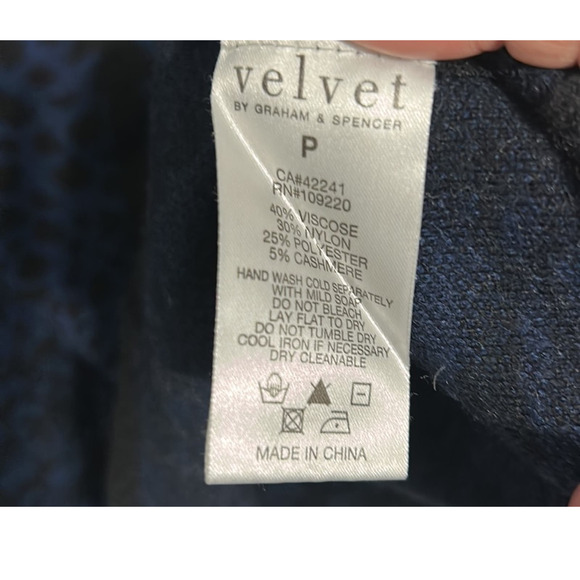 velvet
BY GRAHAM & SPENCER
P
CA#42241
RN#109220
40% VISCOSE
30% NYLON
25% POLYESTER
5% CASHMERE
HAND WASH COLD SEPARATELY
WITH MILD SOAP
DO NOT BLEACH
LAY FLAT TO DRY
DO NOT TUMBLE DRY
COOL IRON IF NECESSARY
DRY CLEANABLE
MADE IN CHINA